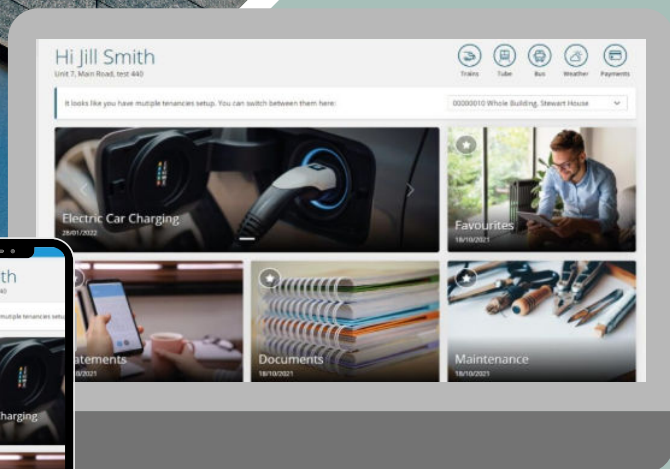 Hi Jill Smith
Unit 7, Main Road, test 440
Trains
Tube
Bus
Weather
Payments
It looks like you have mutiple tenancies setup. You can switch between them here:
00000010 Whole Building, Stewart House
Electric Car Charging
28/01/2022
Favourites
18/10/2021
atements
0/2021
Documents
18/10/2021
Maintenance
18/10/2021
th
40
mutiple tenancies setu
harging